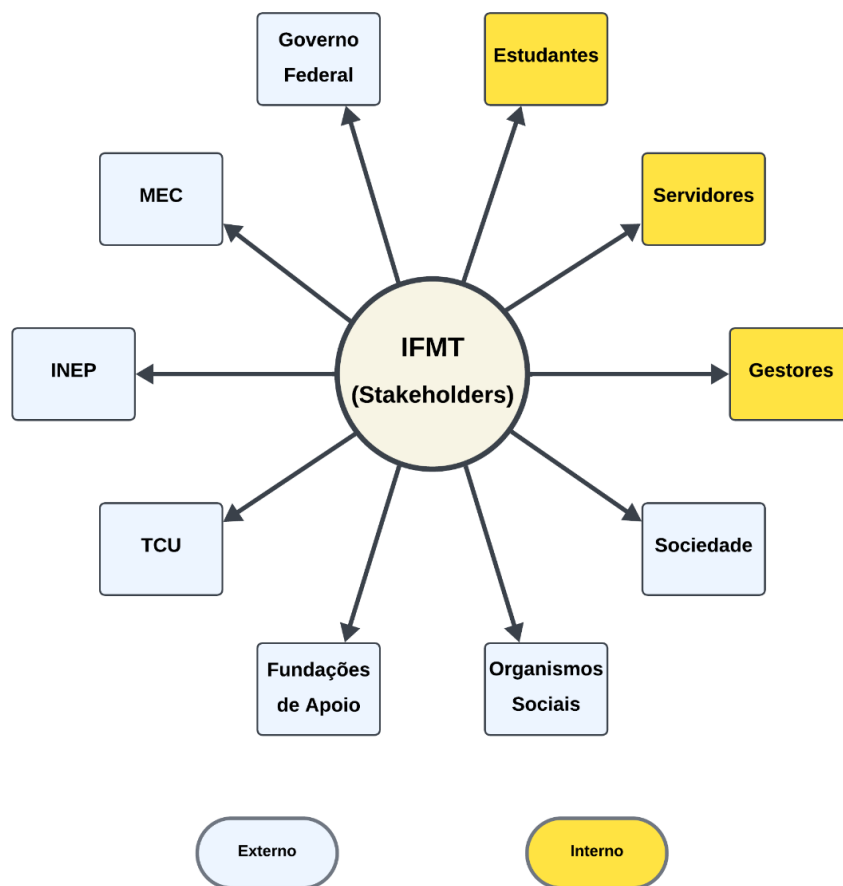 Governo
Federal
Estudantes
MEC
Servidores
IFMT
(Stakeholders)
INEP
Gestores
TCU
Sociedade
Fundações
de Apoio
Organismos
Sociais
Externo
Interno